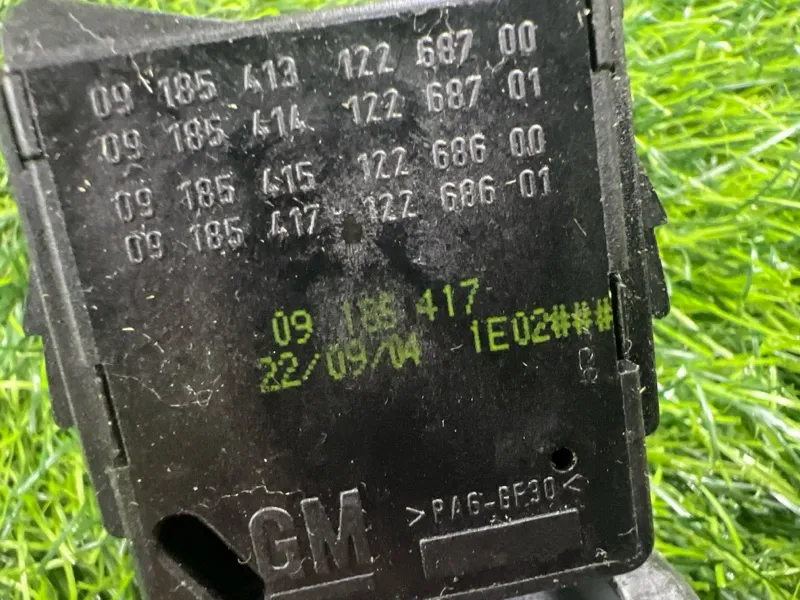 09 185 413 122 687 00
09 185 414 122 687 01
09 185 415 122 686 00
09 185 417 122 686 01
09 185 417
22/09/04 1E02###
GM
>PA6-GF30<